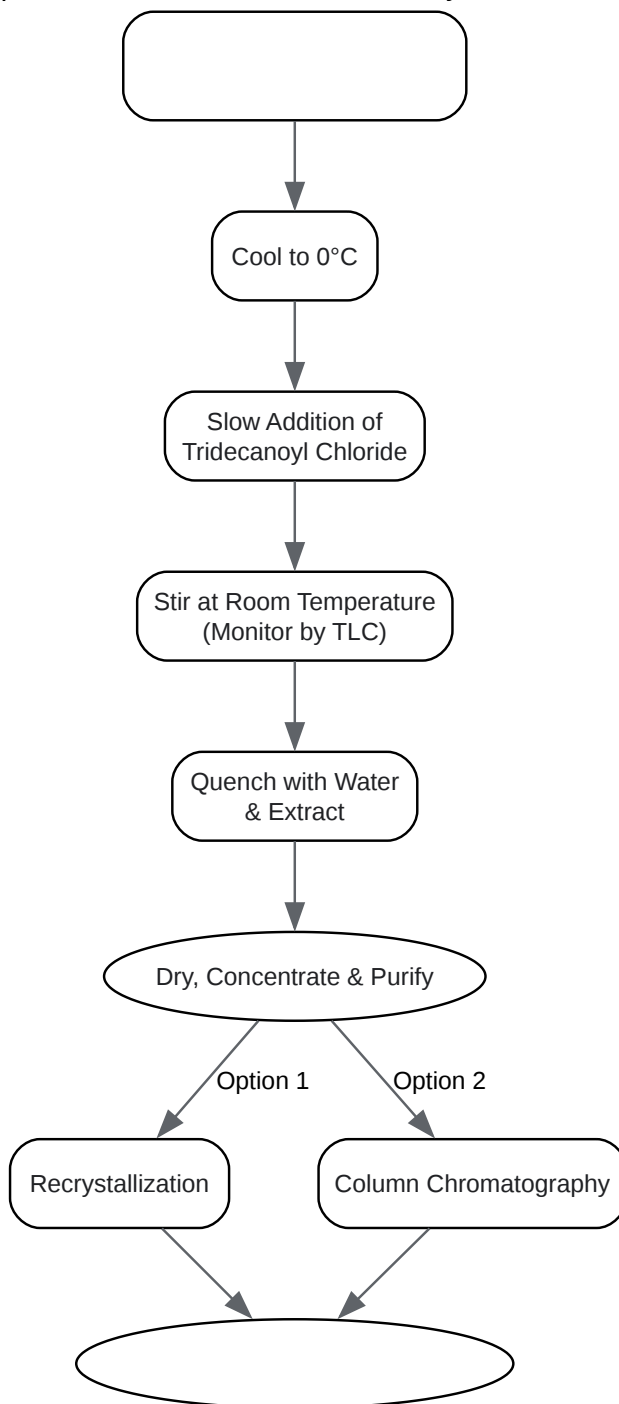 Cool to 0°C
Slow Addition of
Tridecanoyl Chloride
Stir at Room Temperature
(Monitor by TLC)
Quench with Water
& Extract
Dry, Concentrate & Purify
Option 1
Option 2
Recrystallization
Column Chromatography